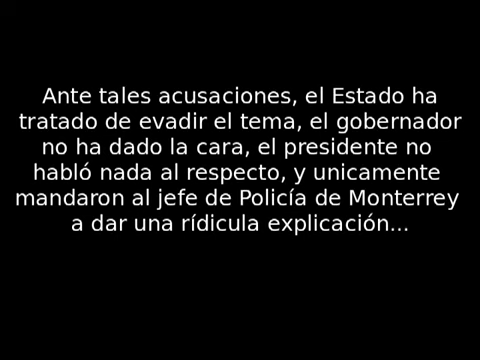 Ante tales acusaciones, el Estado ha
tratado de evadir el tema, el gobernador
no ha dado la cara, el presidente no
habló nada al respecto, y unicamente
mandaron al jefe de Policía de Monterrey
a dar una rídicula explicación...